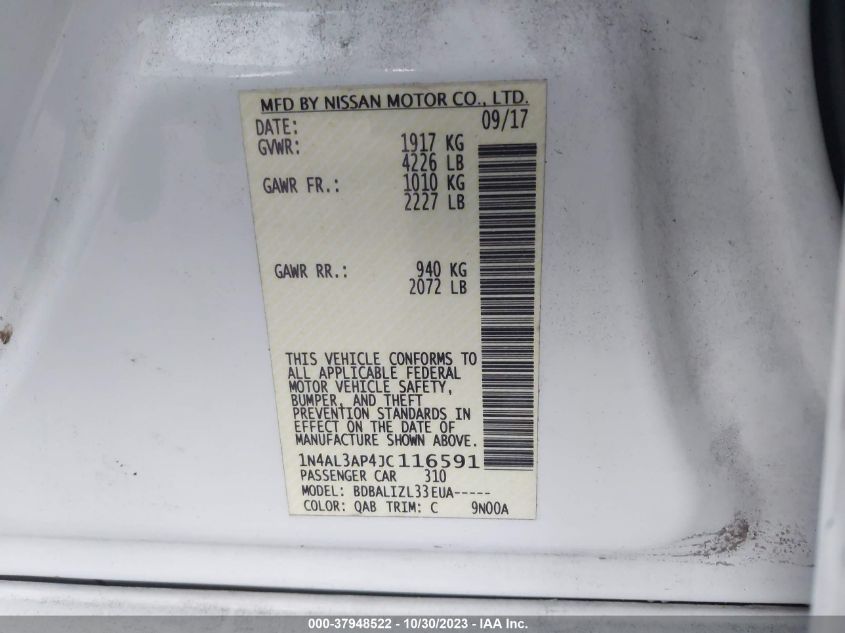 MFD BY NISSAN MOTOR CO., LTD.
DATE: 09/17
GVWR: 1917 KG
4226 LB
GAWR FR.: 1010 KG
2227 LB
GAWR RR.: 940 KG
2072 LB
THIS VEHICLE CONFORMS TO
ALL APPLICABLE FEDERAL
MOTOR VEHICLE SAFETY,
BUMPER, AND THEFT
PREVENTION STANDARDS IN
EFFECT ON THE DATE OF
MANUFACTURE SHOWN ABOVE.
1N4AL3AP4JC116591
PASSENGER CAR 310
MODEL: BDBALIZL33EUA-----
COLOR: QAB TRIM: C 9N00A
000-37948522 - 10/30/2023 - IAA Inc.